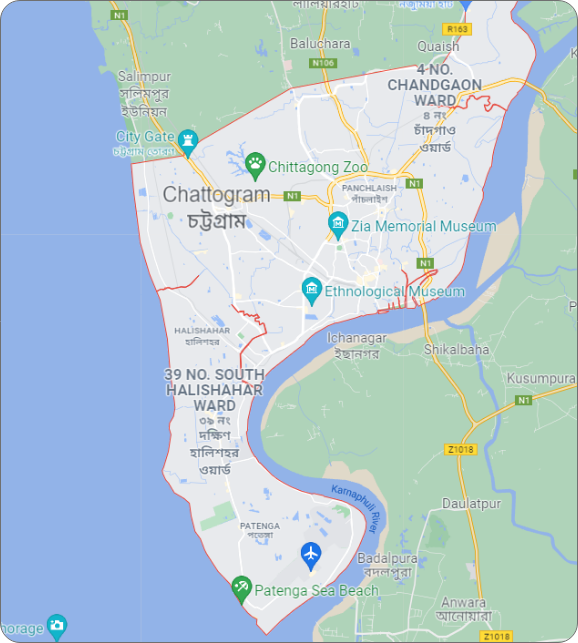 লালিয়ারহাট
N1
R163
Baluchara
Quaish
N106
Salimpur
সলিমপুর
ইউনিয়ন
4 NO.
CHANDGAON
WARD
৪ নং
চাঁদগাও
ওয়ার্ড
City Gate
Chittagong Zoo
PANCHLAISH
পাঁচলাইশ
N1
Chattogram
চট্টগ্রাম
N1
Zia Memorial Museum
N1
Ethnological Museum
HALISHAHAR
হালিশহর
Ichanagar
ইছানগর
Shikalbaha
39 NO. SOUTH
HALISHAHAR
WARD
৩৯ নং
দক্ষিণ
হালিশহর
ওয়ার্ড
Kusumpura
N1
Z1018
Karnaphuli River
Daulatpur
PATENGA
পতেঙ্গা
Badalpura
বদলপুরা
Patenga Sea Beach
Anwara
আনোয়ারা
norage
Z1018